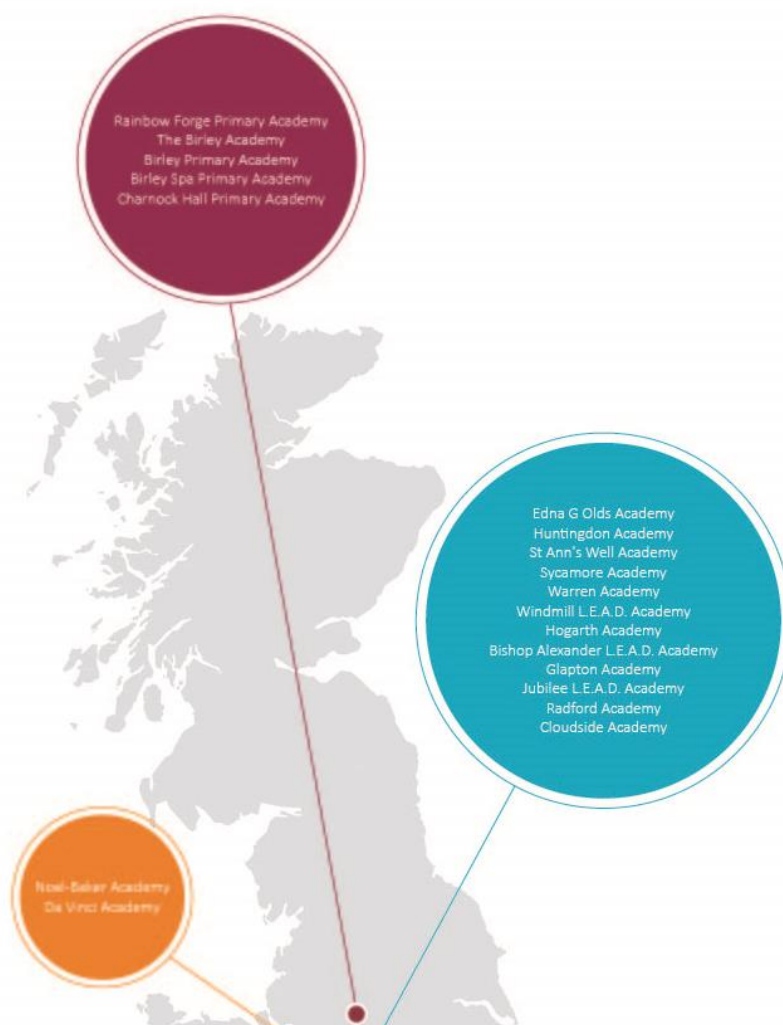 Rainbow Forge Primary Academy
The Birley Academy
Birley Primary Academy
Birley Spa Primary Academy
Charnock Hall Primary Academy
Edna G Olds Academy
Huntingdon Academy
St Ann's Well Academy
Sycamore Academy
Warren Academy
Windmill L.E.A.D. Academy
Hogarth Academy
Bishop Alexander L.E.A.D. Academy
Glapton Academy
Jubilee L.E.A.D. Academy
Radford Academy
Cloudside Academy
Noel-Baker Academy
Da Vinci Academy